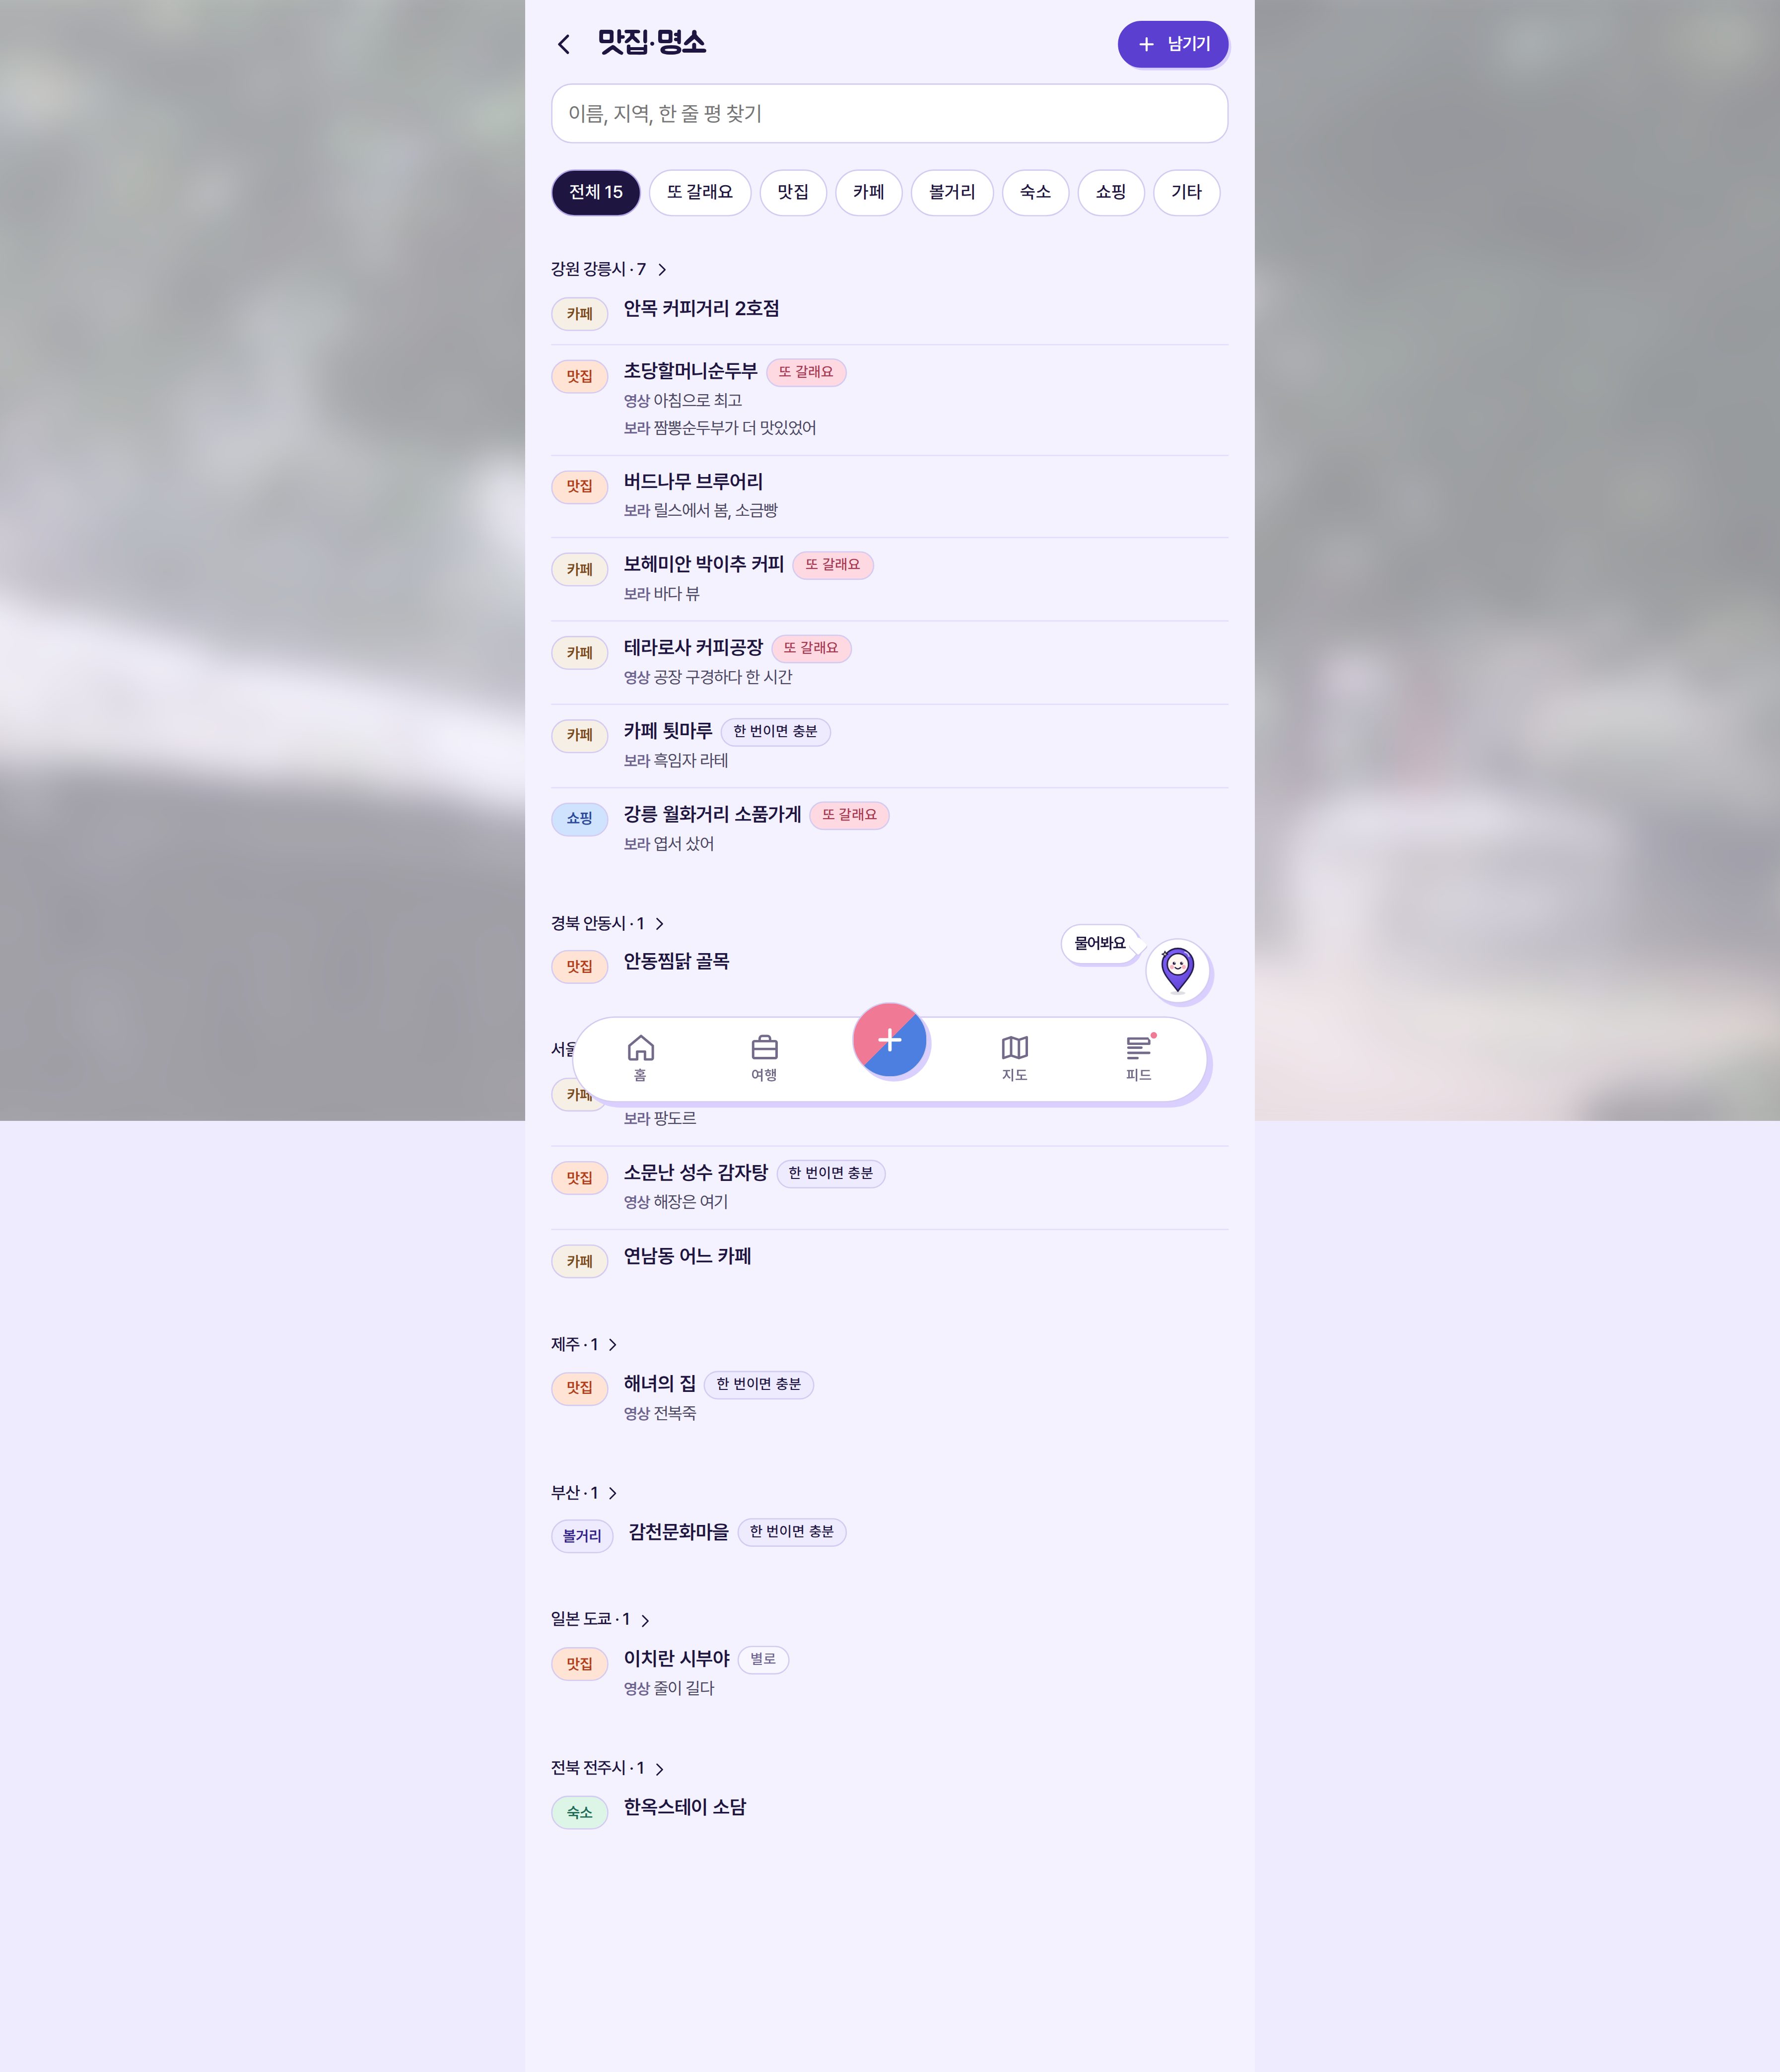 맛집·명소
+ 남기기
이름, 지역, 한 줄 평 찾기
전체 15 또 갈래요 맛집 카페 볼거리 숙소 쇼핑 기타
강원 강릉시 · 7
카페 안목 커피거리 2호점
맛집 초당할머니순두부 또 갈래요
영상 아침으로 최고
보라 짬뽕순두부가 더 맛있었어
맛집 버드나무 브루어리
보라 릴스에서 봄, 소금빵
카페 보헤미안 박이추 커피 또 갈래요
보라 바다 뷰
카페 테라로사 커피공장 또 갈래요
영상 공장 구경하다 한 시간
카페 카페 툇마루 한 번이면 충분
보라 흑임자 라테
쇼핑 강릉 월화거리 소품가게 또 갈래요
보라 엽서 샀어
경북 안동시 · 1
물어봐요
맛집 안동찜닭 골목
서울
홈 여행 지도 피드
카페
보라 팡도르
맛집 소문난 성수 감자탕 한 번이면 충분
영상 해장은 여기
카페 연남동 어느 카페
제주 · 1
맛집 해녀의 집 한 번이면 충분
영상 전복죽
부산 · 1
볼거리 감천문화마을 한 번이면 충분
일본 도쿄 · 1
맛집 이치란 시부야 별로
영상 줄이 길다
전북 전주시 · 1
숙소 한옥스테이 소담